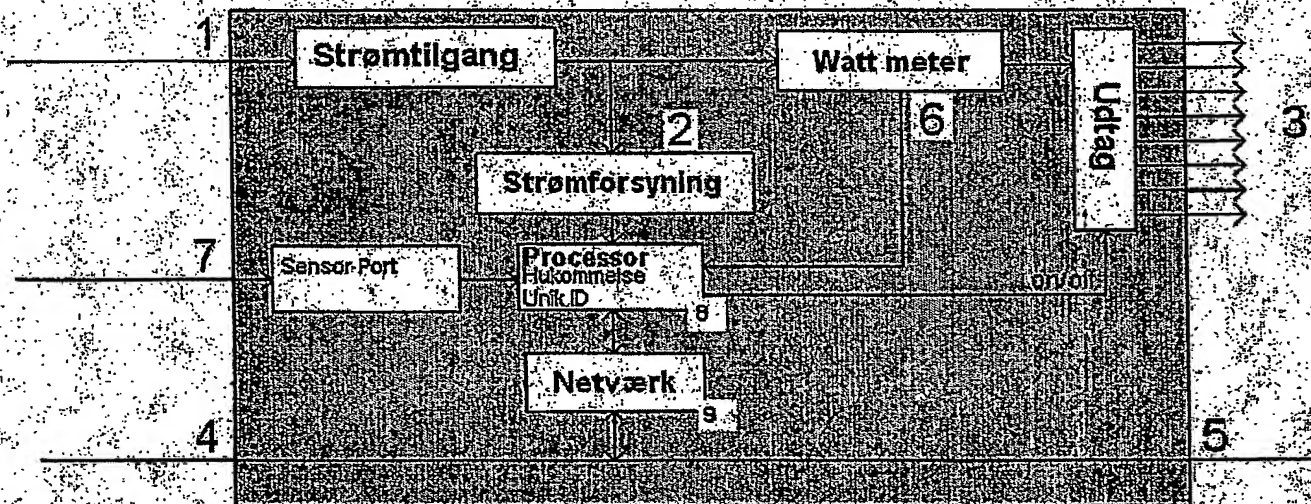 1
Strømtilgang
Watt meter
Udtag
3
2
6
Strømforsyning
7
Sensor-Port
Processor
Hukommelse
Unik ID
8
on/off
Netværk
9
4
5